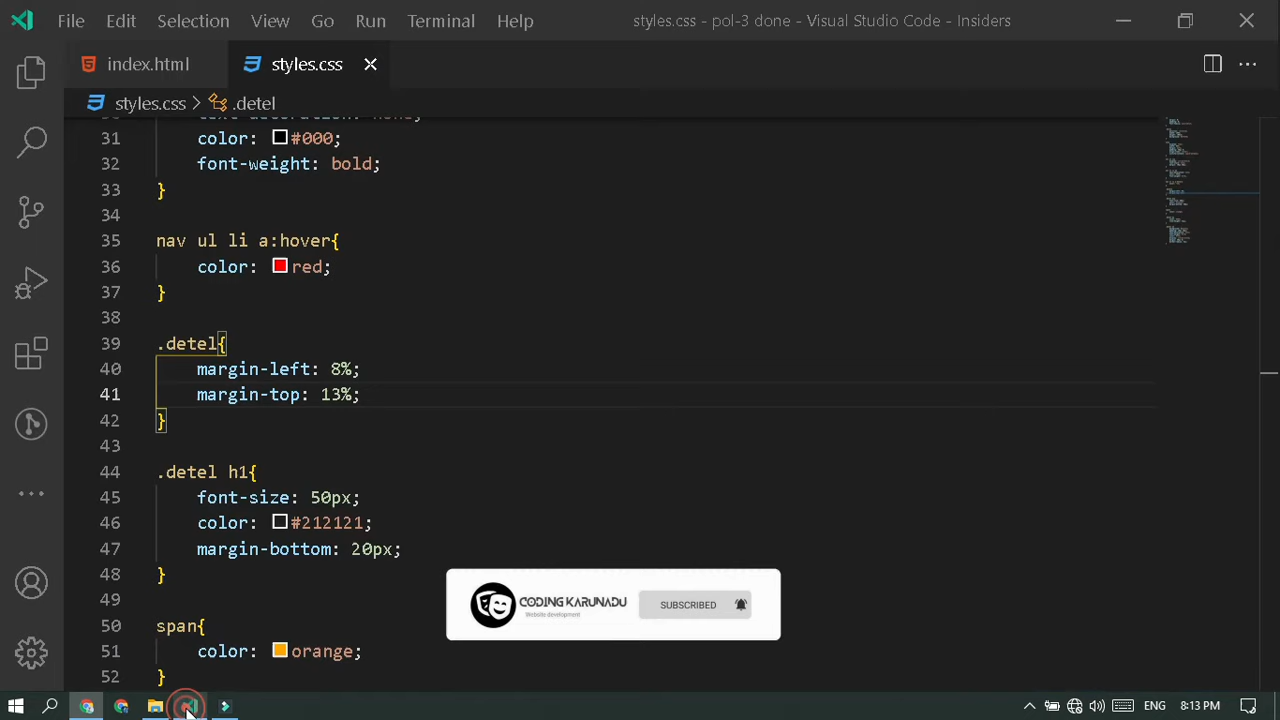 File Edit Selection View Go Run Terminal Help styles.css - pol-3 done - Visual Studio Code - Insiders
index.html styles.css
styles.css > .detel
31 color: #000;
32 font-weight: bold;
33 }
34
35 nav ul li a:hover{
36 color: red;
37 }
38
39 .detel{
40 margin-left: 8%;
41 margin-top: 13%;
42 }
43
44 .detel h1{
45 font-size: 50px;
46 color: #212121;
47 margin-bottom: 20px;
48 }
49
50 span{
51 color: orange;
52 }
CODING KARUNADU
Website development
SUBSCRIBED
ENG 8:13 PM